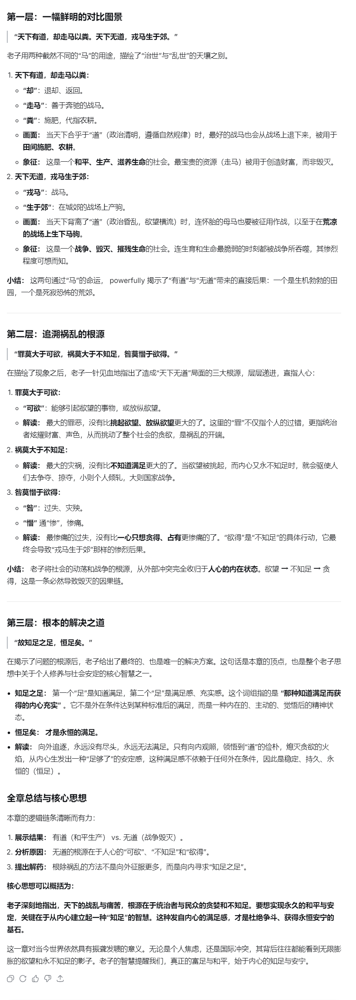 第一层：一幅鲜明的对比图景
“天下有道，却走马以粪。天下无道，戎马生于郊。”
老子用两种截然不同的“马”的用途，描绘了“治世”与“乱世”的天壤之别。
1. 天下有道，却走马以粪：
“却”：退却、返回。
“走马”：善于奔驰的战马。
“粪”：施肥，代指农耕。
画面： 当天下合乎于“道”（政治清明，遵循自然规律）时，最好的战马也会从战场上退下来，被用于
田间施肥、农耕。
象征： 这是一个和平、生产、滋养生命的社会。最宝贵的资源（走马）被用于创造财富，而非毁灭。
2. 天下无道，戎马生于郊：
“戎马”：战马。
“生于郊”：在城郊的战场上产驹。
画面： 当天下背离了“道”（政治昏乱，欲望横流）时，连怀胎的母马也要被征用作战，以至于在荒凉
的战场上生下马驹。
象征： 这是一个战争、毁灭、摧残生命的社会。连生育和生命最脆弱的时刻都被战争所吞噬，其惨烈
程度可想而知。
小结： 这两句通过“马”的命运， powerfully 揭示了“有道”与“无道”带来的直接后果：一个是生机勃勃的田
园，一个是死寂恐怖的荒郊。
第二层：追溯祸乱的根源
“罪莫大于可欲，祸莫大于不知足，咎莫憯于欲得。”
在描绘了现象之后，老子一针见血地指出了造成“天下无道”局面的三大根源，层层递进，直指人心：
1. 罪莫大于可欲：
“可欲”：能够引起欲望的事物，或放纵欲望。
解读： 最大的罪恶，没有比挑起欲望、放纵欲望更大的了。这里的“罪”不仅指个人的过错，更指统治
者炫耀财富、声色，从而挑动了整个社会的贪欲，是祸乱的开端。
2. 祸莫大于不知足：
解读： 最大的灾祸，没有比不知道满足更大的了。当欲望被挑起，而内心又永不知足时，就会驱使人
们去争夺、掠夺，小则个人倾轧，大则国家战争。
3. 咎莫憯于欲得：
“咎”：过失、灾殃。
“憯” 通“惨”，惨痛。
解读： 最惨痛的过失，没有比一心只想贪得、占有更惨痛的了。“欲得”是“不知足”的具体行动，它最
终会导致“戎马生于郊”那样的惨烈后果。
小结： 老子将社会的动荡和战争的根源，从外部冲突完全收归于人心的内在状态。欲望 → 不知足 → 贪
得，这是一条必然导致毁灭的因果链。
第三层：根本的解决之道
“故知足之足，恒足矣。”
在揭示了问题的根源后，老子给出了最终的、也是唯一的解决方案。这句话是本章的顶点，也是整个老子思
想中关于个人修养与社会安定的核心智慧之一。
知足之足： 第一个“足”是知道满足，第二个“足”是满足感、充实感。这个词组指的是 “那种知道满足而获
得的内心充实” 。它不是外在条件达到某种标准后的满足，而是一种内在的、主动的、觉悟后的精神状
态。
恒足矣： 才是永恒的满足。
解读： 向外追逐，永远没有尽头，永远无法满足。只有向内观照，领悟到“道”的俭朴，熄灭贪欲的火
焰，从内心生发出一种“足够了”的安定感，这种满足感不依赖于任何外在条件，因此是稳定、持久、永
恒的（恒足）。
全章总结与核心思想
本章的逻辑链条清晰而有力：
1. 展示结果： 有道（和平生产） vs. 无道（战争毁灭）。
2. 分析原因： 无道的根源在于人心的“可欲”、“不知足”和“欲得”。
3. 提出解药： 根除祸乱的方法不是向外征服更多，而是向内寻求“知足之足”。
核心思想可以概括为：
老子深刻地指出，天下的战乱与痛苦，根源在于统治者与民众的贪婪和不知足。要想实现永久的和平与安
定，关键在于从内心建立起一种“知足”的智慧。这种发自内心的满足感，才是杜绝争斗、获得永恒安宁的
基石。
这一章对当今世界依然具有振聋发聩的意义。无论是个人焦虑，还是国际冲突，其背后往往都能看到无限膨
胀的欲望和永不知足的影子。老子的智慧提醒我们，真正的富足与和平，始于内心的知足与安宁。